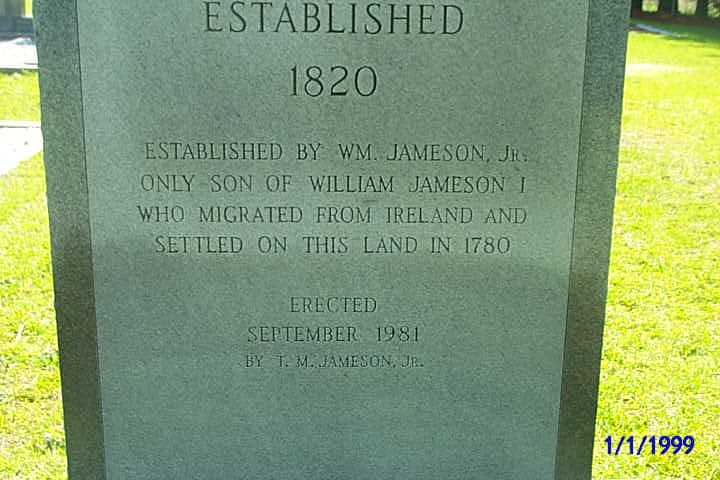 ESTABLISHED
1820
ESTABLISHED BY WM. JAMESON, JR.
ONLY SON OF WILLIAM JAMESON I
WHO MIGRATED FROM IRELAND AND
SETTLED ON THIS LAND IN 1780
ERECTED
SEPTEMBER 1981
BY T. M. JAMESON, JR.
1/1/1999